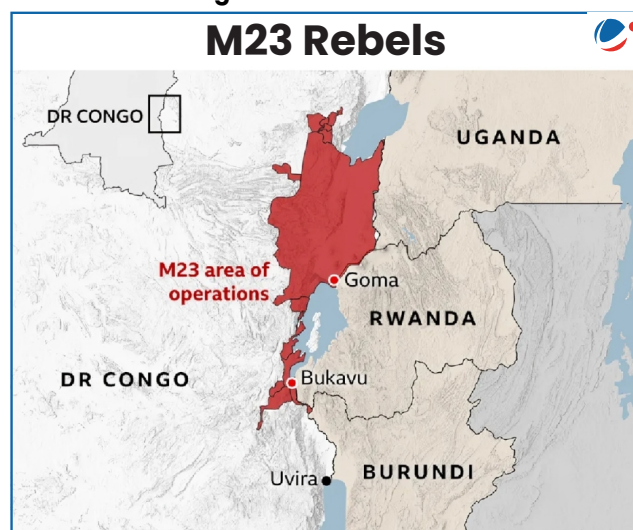 M23 Rebels
DR CONGO
UGANDA
M23 area of
operations
Goma
RWANDA
DR CONGO
Bukavu
Uvira
BURUNDI